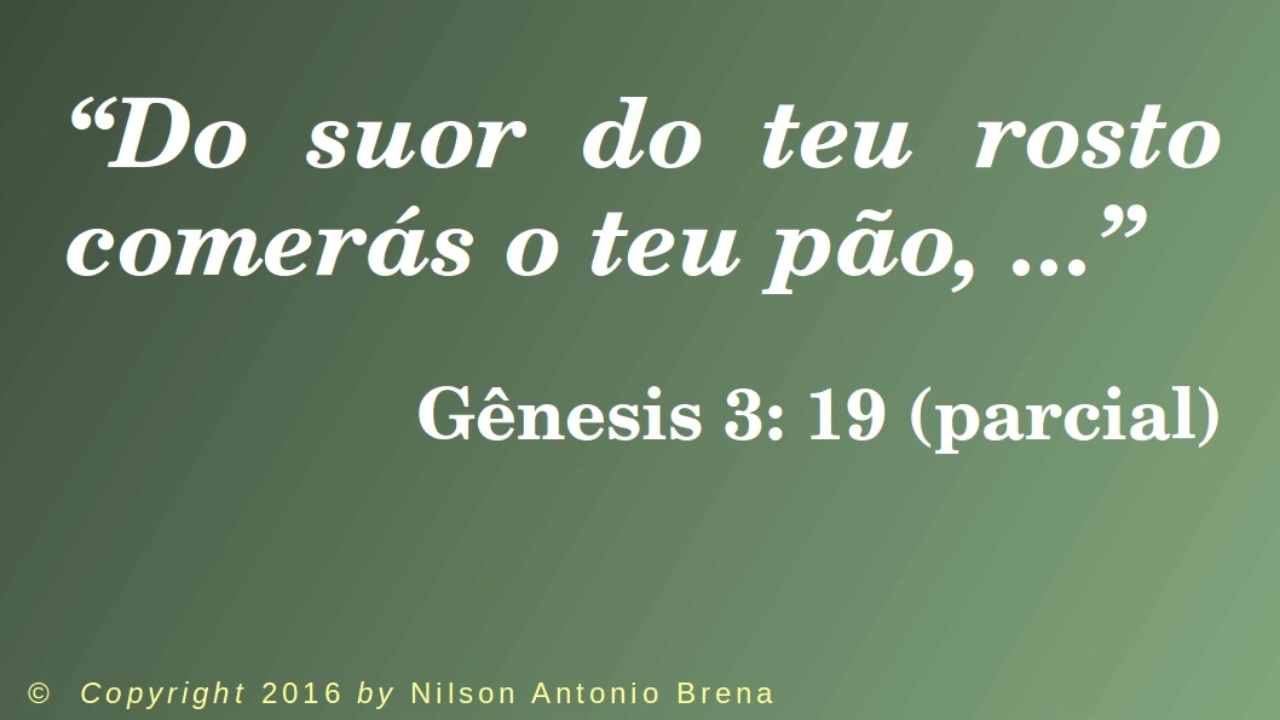 “Do suor do teu rosto
comerás o teu pão, ...”
Gênesis 3: 19 (parcial)
© Copyright 2016 by Nilson Antonio Brena